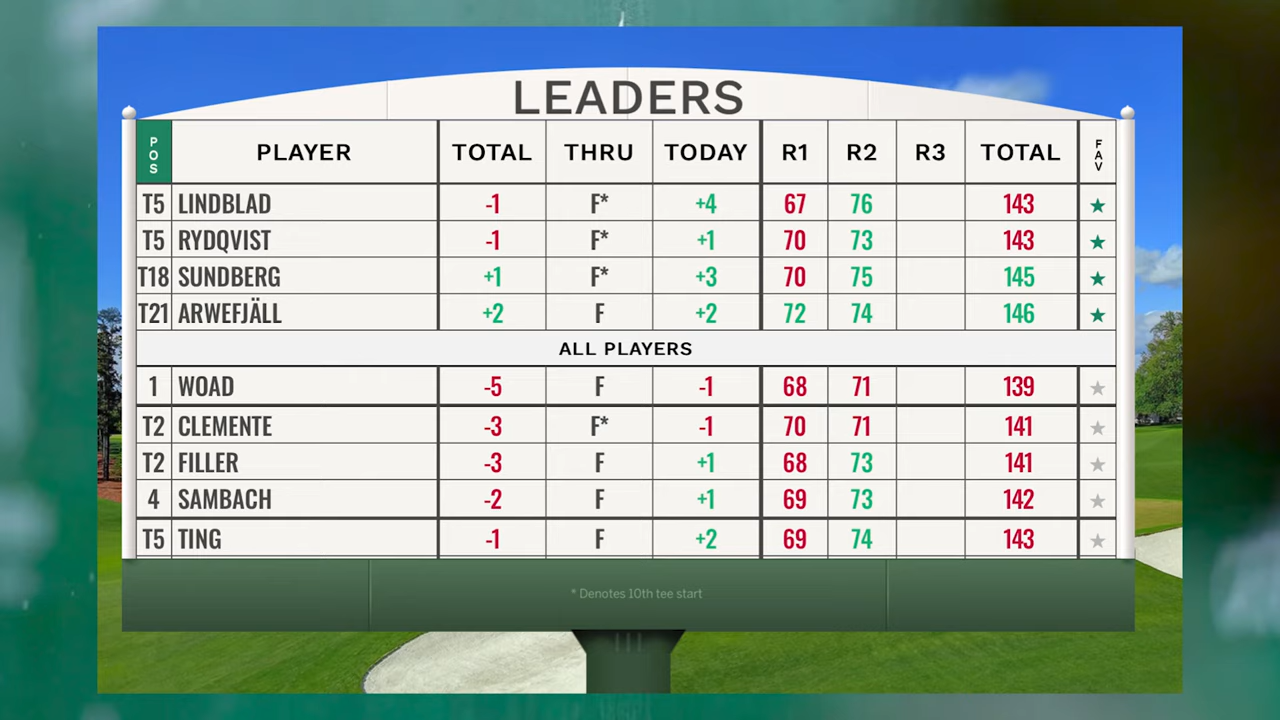 LEADERS
POS PLAYER TOTAL THRU TODAY R1 R2 R3 TOTAL FAV
T5 LINDBLAD -1 F* +4 67 76 143
T5 RYDQVIST -1 F* +1 70 73 143
T18 SUNDBERG +1 F* +3 70 75 145
T21 ARWEFJÄLL +2 F +2 72 74 146
ALL PLAYERS
1 WOAD -5 F -1 68 71 139
T2 CLEMENTE -3 F* -1 70 71 141
T2 FILLER -3 F +1 68 73 141
4 SAMBACH -2 F +1 69 73 142
T5 TING -1 F +2 69 74 143
* Denotes 10th tee start